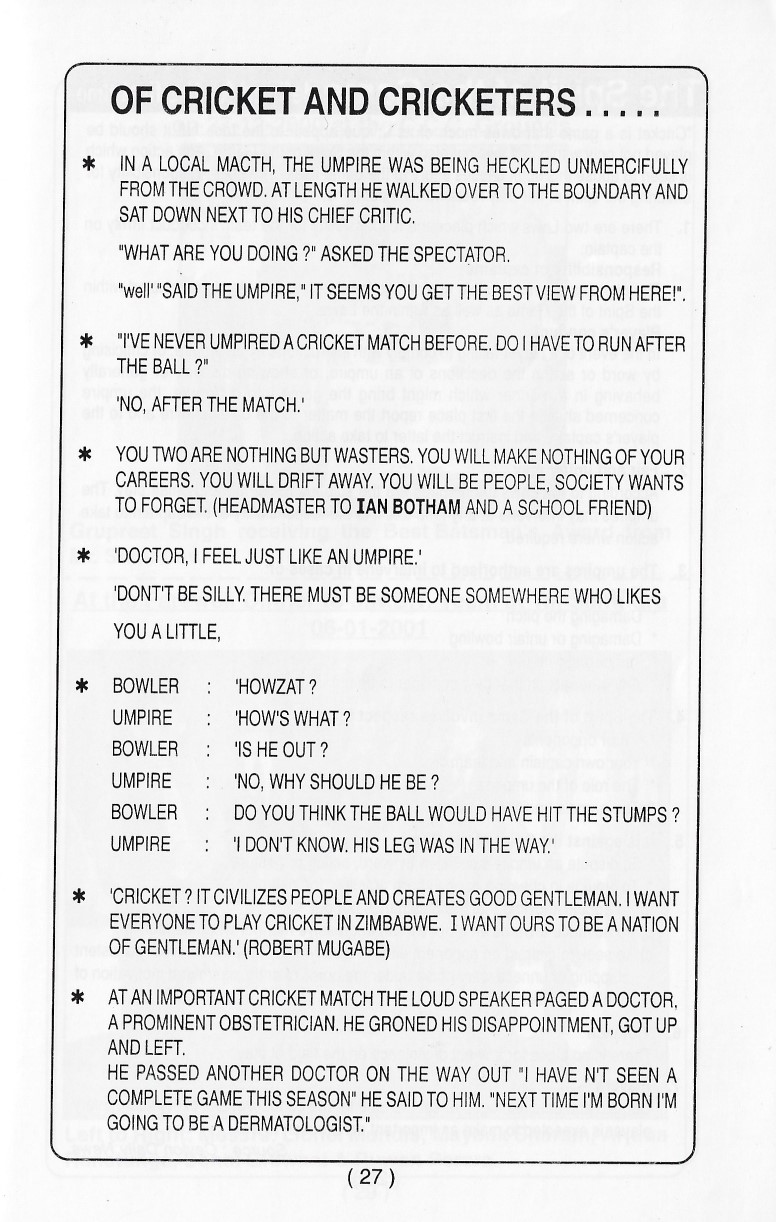 OF CRICKET AND CRICKETERS . . . . .
* IN A LOCAL MACTH, THE UMPIRE WAS BEING HECKLED UNMERCIFULLY
FROM THE CROWD. AT LENGTH HE WALKED OVER TO THE BOUNDARY AND
SAT DOWN NEXT TO HIS CHIEF CRITIC.
"WHAT ARE YOU DOING ?" ASKED THE SPECTATOR.
"well' "SAID THE UMPIRE," IT SEEMS YOU GET THE BEST VIEW FROM HERE!".
* "I'VE NEVER UMPIRED A CRICKET MATCH BEFORE. DO I HAVE TO RUN AFTER
THE BALL ?"
'NO, AFTER THE MATCH.'
* YOU TWO ARE NOTHING BUT WASTERS. YOU WILL MAKE NOTHING OF YOUR
CAREERS. YOU WILL DRIFT AWAY. YOU WILL BE PEOPLE, SOCIETY WANTS
TO FORGET. (HEADMASTER TO IAN BOTHAM AND A SCHOOL FRIEND)
* 'DOCTOR, I FEEL JUST LIKE AN UMPIRE.'
'DONT'T BE SILLY. THERE MUST BE SOMEONE SOMEWHERE WHO LIKES
YOU A LITTLE,
* BOWLER : 'HOWZAT ?
UMPIRE : 'HOW'S WHAT ?
BOWLER : 'IS HE OUT ?
UMPIRE : 'NO, WHY SHOULD HE BE ?
BOWLER : DO YOU THINK THE BALL WOULD HAVE HIT THE STUMPS ?
UMPIRE : 'I DON'T KNOW. HIS LEG WAS IN THE WAY.'
* 'CRICKET ? IT CIVILIZES PEOPLE AND CREATES GOOD GENTLEMAN. I WANT
EVERYONE TO PLAY CRICKET IN ZIMBABWE. I WANT OURS TO BE A NATION
OF GENTLEMAN.' (ROBERT MUGABE)
* AT AN IMPORTANT CRICKET MATCH THE LOUD SPEAKER PAGED A DOCTOR,
A PROMINENT OBSTETRICIAN. HE GRONED HIS DISAPPOINTMENT, GOT UP
AND LEFT.
HE PASSED ANOTHER DOCTOR ON THE WAY OUT "I HAVE N'T SEEN A
COMPLETE GAME THIS SEASON" HE SAID TO HIM. "NEXT TIME I'M BORN I'M
GOING TO BE A DERMATOLOGIST."
( 27 )